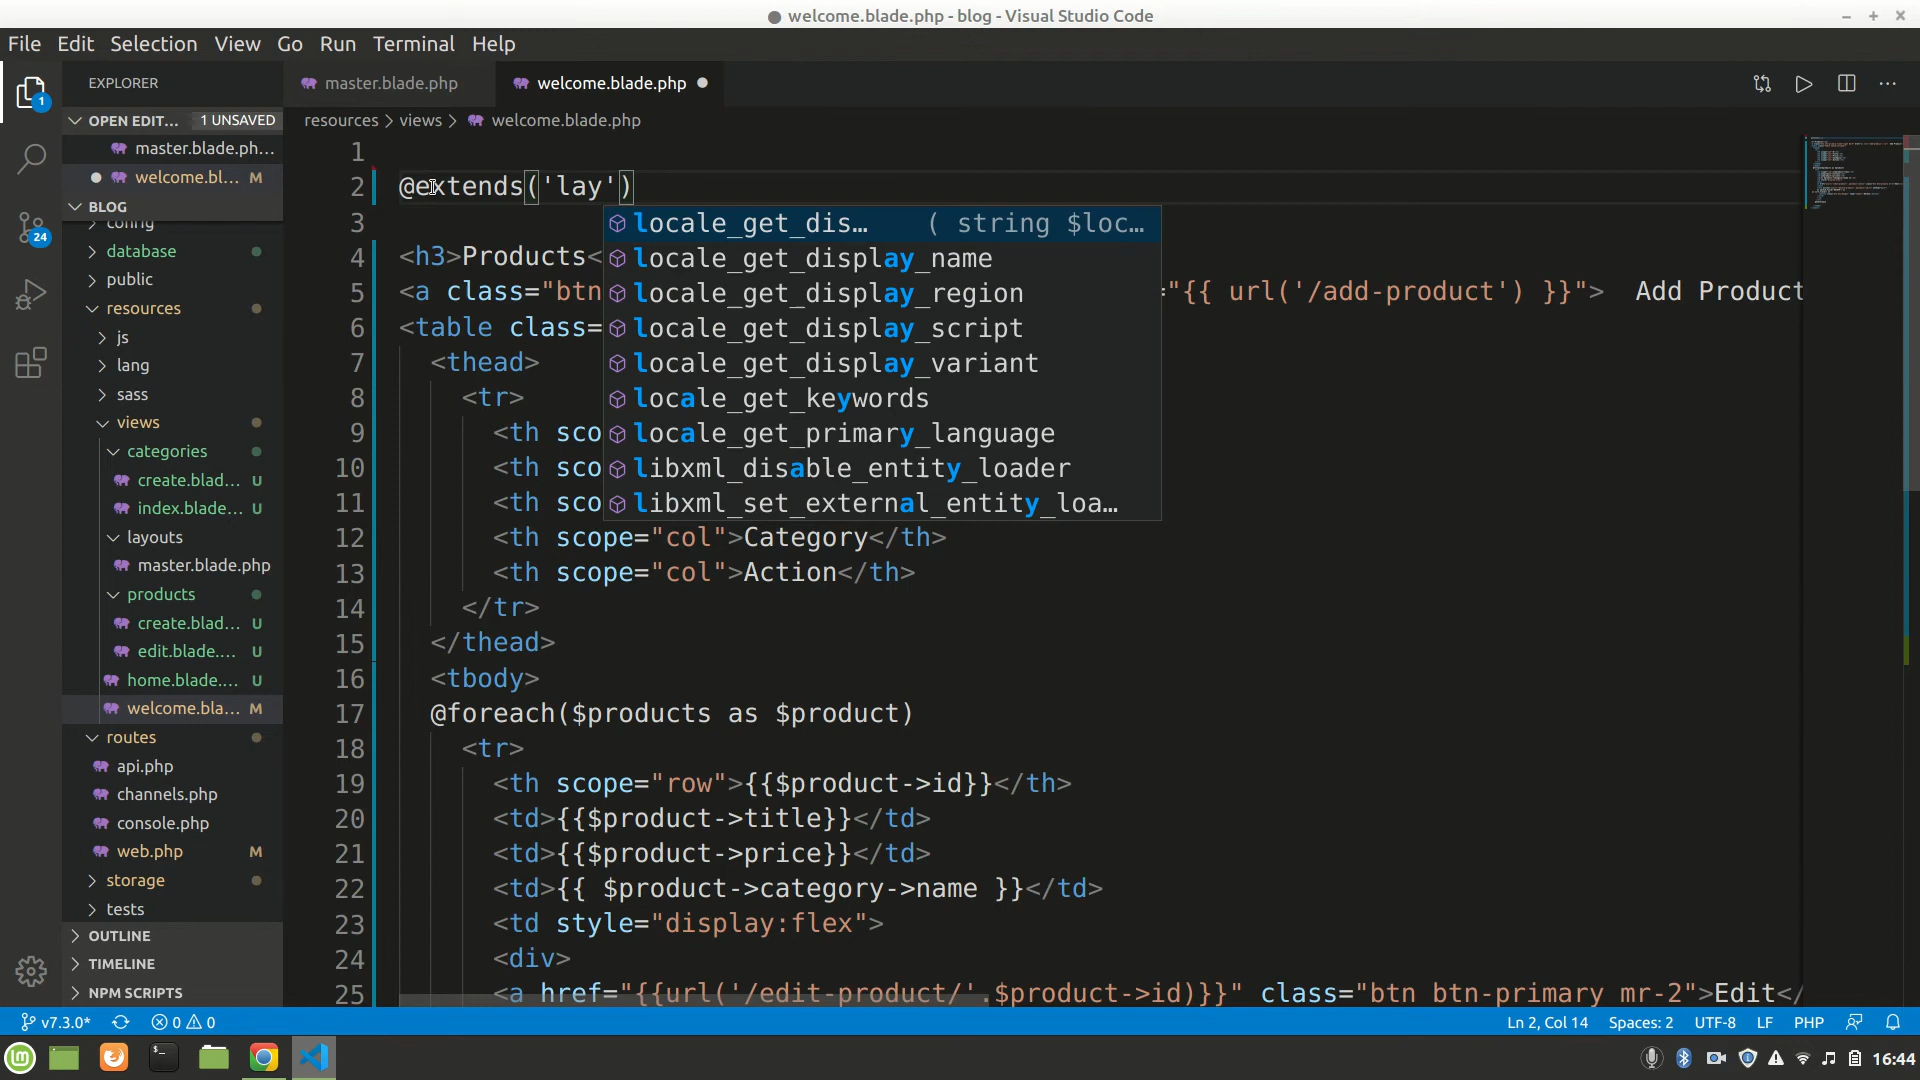 welcome.blade.php - blog - Visual Studio Code
File Edit Selection View Go Run Terminal Help
EXPLORER
master.blade.php
welcome.blade.php
OPEN EDIT... 1 UNSAVED
resources > views > welcome.blade.php
master.blade.ph...
welcome.bl... M
BLOG
config
database
public
resources
js
lang
sass
views
categories
create.blad... U
index.blade... U
layouts
master.blade.php
products
create.blad... U
edit.blade.... U
home.blade.... U
welcome.bla... M
routes
api.php
channels.php
console.php
web.php M
storage
tests
OUTLINE
TIMELINE
NPM SCRIPTS
1
24
1
2 @extends('lay')
3
4 <h3>Products<
5 <a class="btn ="{{ url('/add-product') }}"> Add Product
6 <table class=
7 <thead>
8 <tr>
9 <th sco
10 <th sco
11 <th sco
12 <th scope="col">Category</th>
13 <th scope="col">Action</th>
14 </tr>
15 </thead>
16 <tbody>
17 @foreach($products as $product)
18 <tr>
19 <th scope="row">{{$product->id}}</th>
20 <td>{{$product->title}}</td>
21 <td>{{$product->price}}</td>
22 <td>{{ $product->category->name }}</td>
23 <td style="display:flex">
24 <div>
25 <a href="{{url('/edit-product/'.$product->id)}}" class="btn btn-primary mr-2">Edit</
locale_get_dis... ( string $loc...
locale_get_display_name
locale_get_display_region
locale_get_display_script
locale_get_display_variant
locale_get_keywords
locale_get_primary_language
libxml_disable_entity_loader
libxml_set_external_entity_loa...
v7.3.0* 0 0 Ln 2, Col 14 Spaces: 2 UTF-8 LF PHP
16:44